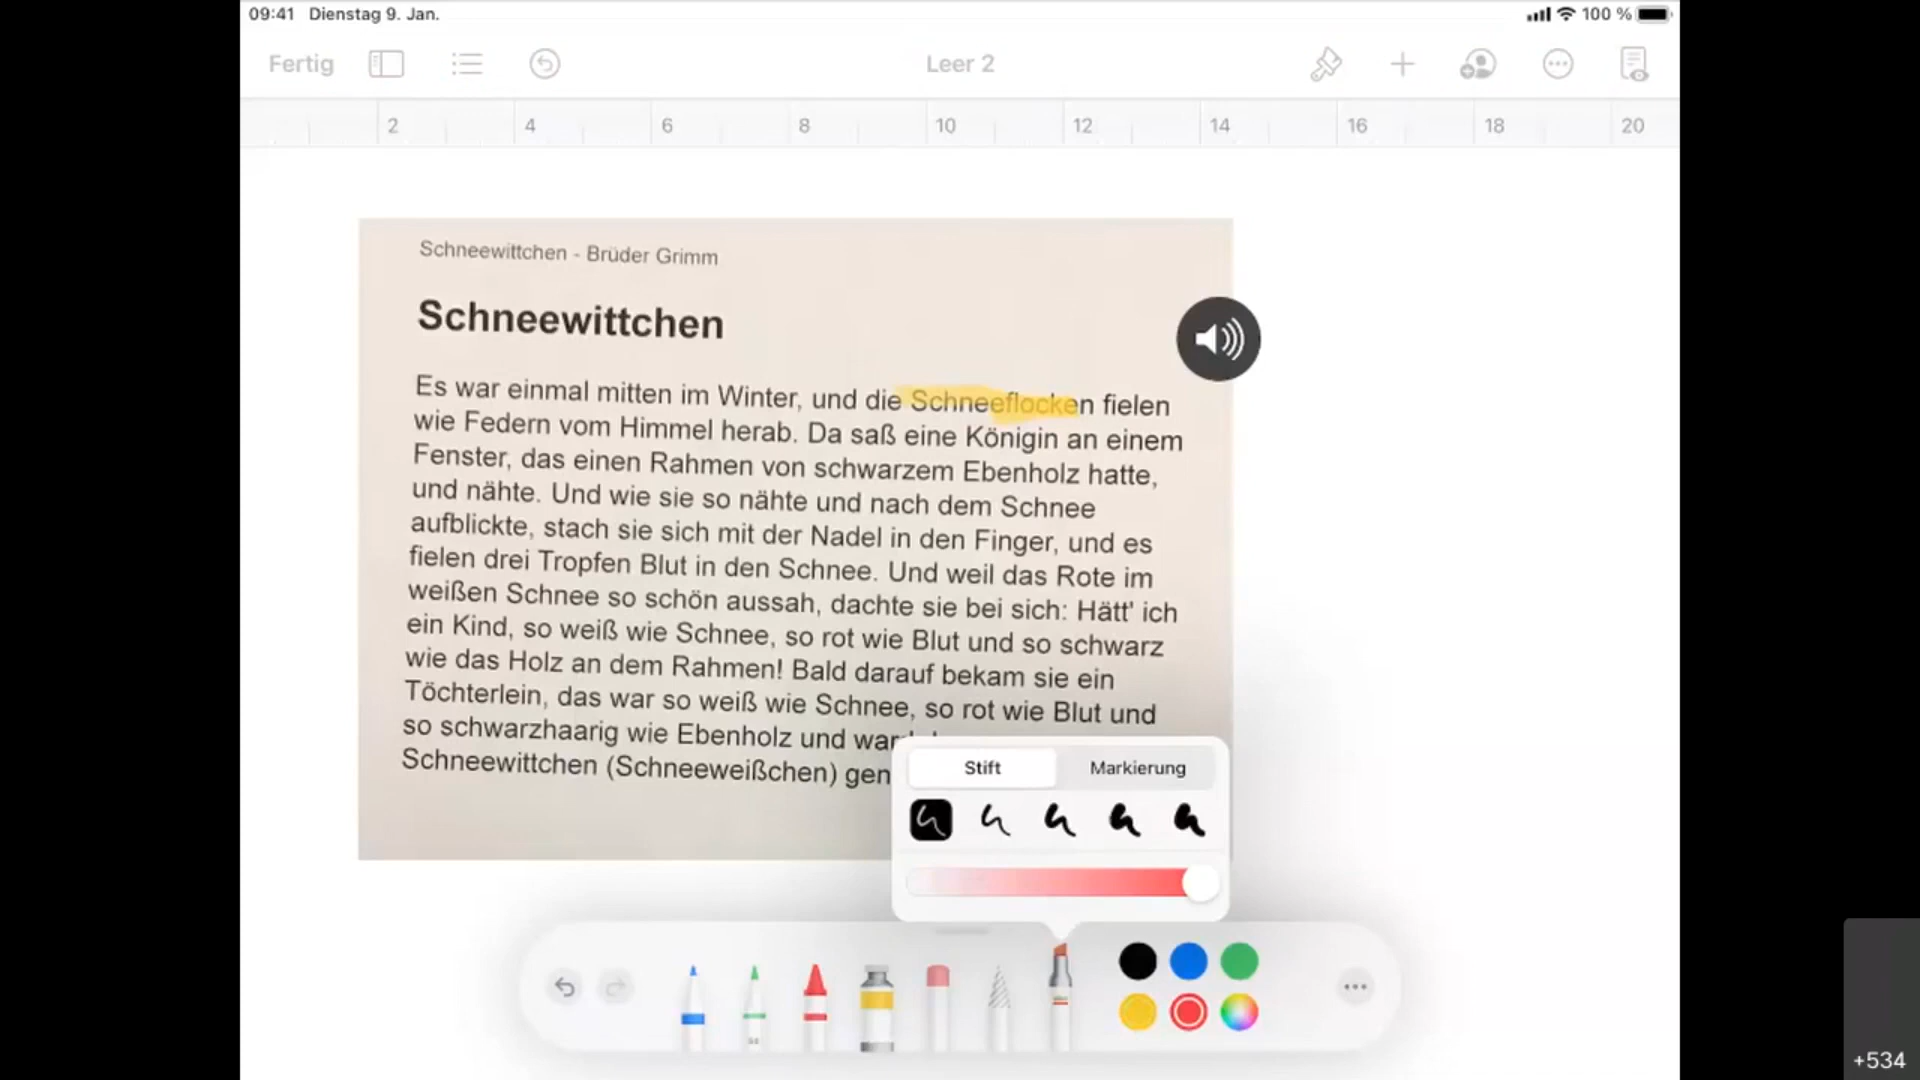 09:41 Dienstag 9. Jan.
100 %
Fertig
Leer 2
2 4 6 8 10 12 14 16 18 20
Schneewittchen - Brüder Grimm
Schneewittchen
Es war einmal mitten im Winter, und die Schneeflocken fielen
wie Federn vom Himmel herab. Da saß eine Königin an einem
Fenster, das einen Rahmen von schwarzem Ebenholz hatte,
und nähte. Und wie sie so nähte und nach dem Schnee
aufblickte, stach sie sich mit der Nadel in den Finger, und es
fielen drei Tropfen Blut in den Schnee. Und weil das Rote im
weißen Schnee so schön aussah, dachte sie bei sich: Hätt' ich
ein Kind, so weiß wie Schnee, so rot wie Blut und so schwarz
wie das Holz an dem Rahmen! Bald darauf bekam sie ein
Töchterlein, das war so weiß wie Schnee, so rot wie Blut und
so schwarzhaarig wie Ebenholz und war
Schneewittchen (Schneeweißchen) gen
Stift
Markierung
+534